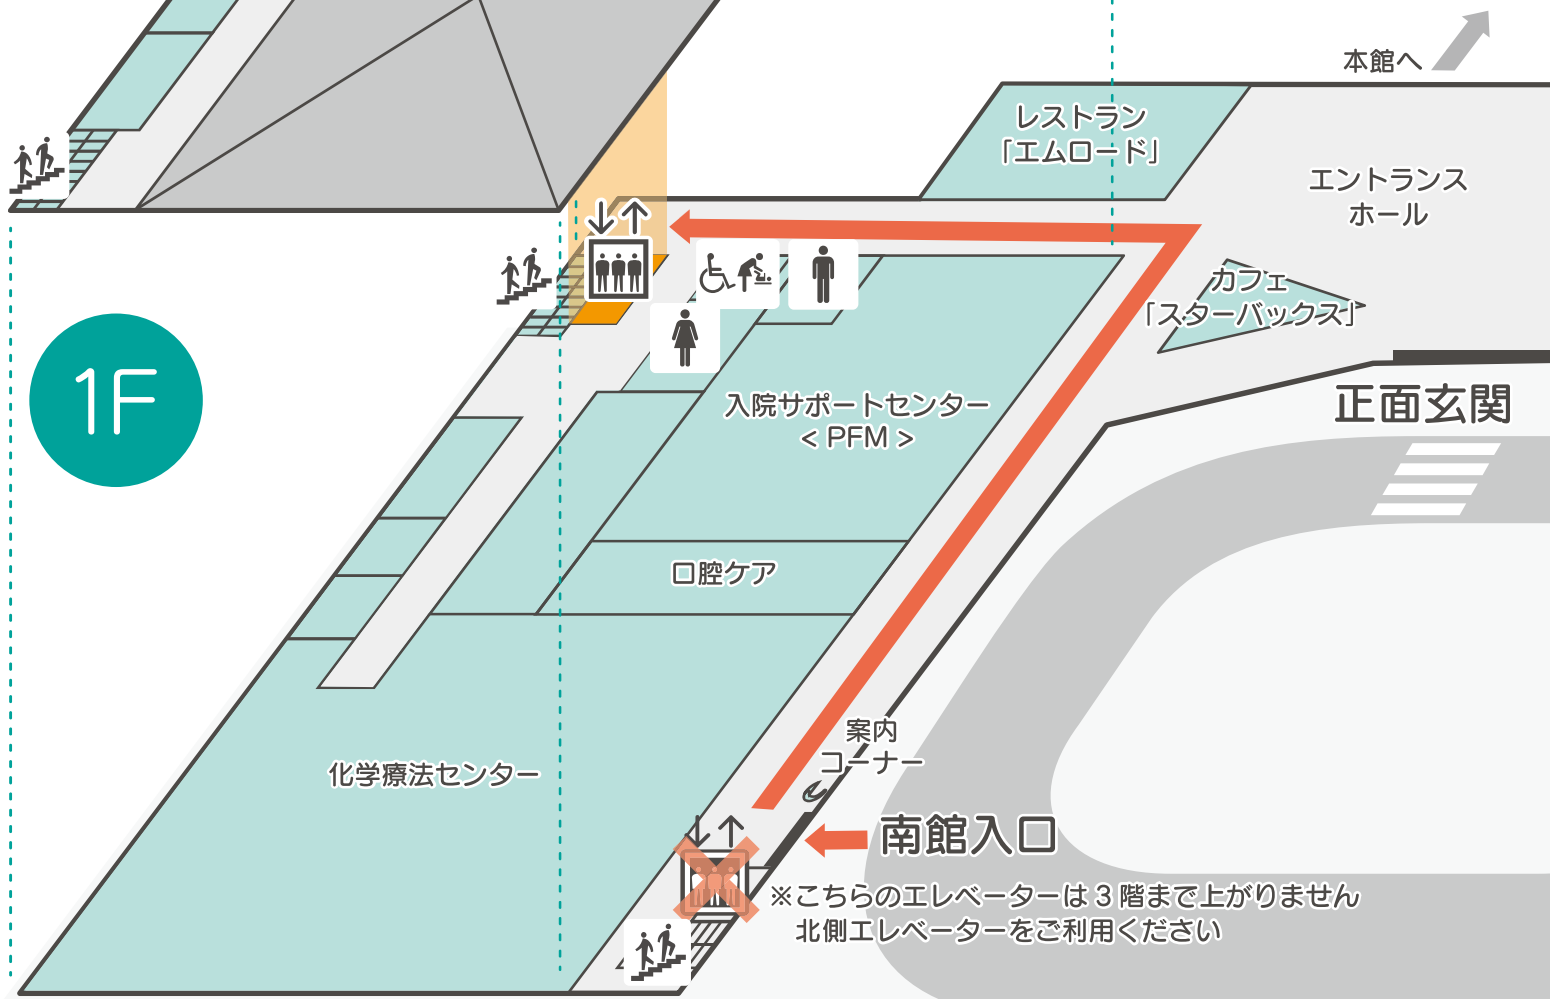 本館へ
レストラン
「エムロード」
エントランス
ホール
カフェ
「スターバックス」
1F
正面玄関
入院サポートセンター
< PFM >
口腔ケア
案内
コーナー
化学療法センター
南館入口
※こちらのエレベーターは3階まで上がりません
北側エレベーターをご利用ください